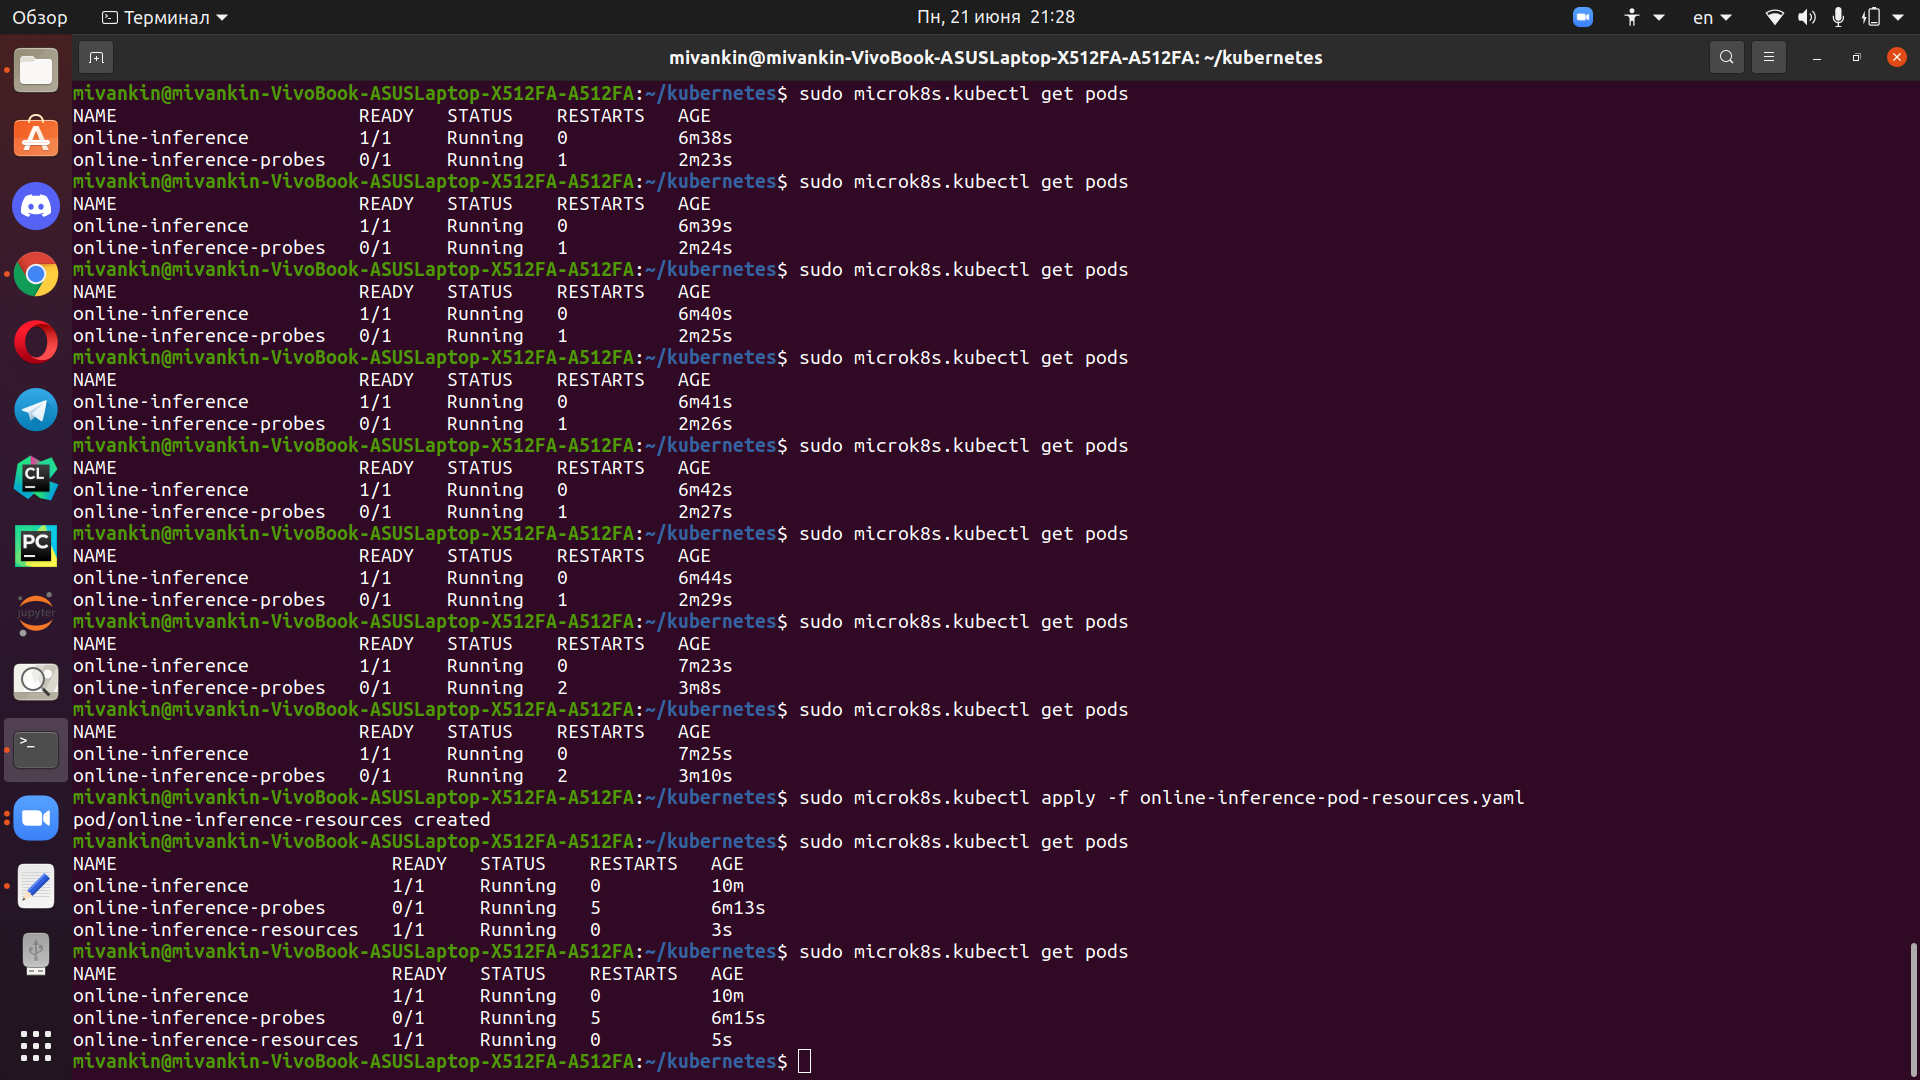 Обзор
Терминал
Пн, 21 июня 21:28
en
mivankin@mivankin-VivoBook-ASUSLaptop-X512FA-A512FA: ~/kubernetes
mivankin@mivankin-VivoBook-ASUSLaptop-X512FA-A512FA:~/kubernetes$ sudo microk8s.kubectl get pods
NAME READY STATUS RESTARTS AGE
online-inference 1/1 Running 0 6m38s
online-inference-probes 0/1 Running 1 2m23s
mivankin@mivankin-VivoBook-ASUSLaptop-X512FA-A512FA:~/kubernetes$ sudo microk8s.kubectl get pods
NAME READY STATUS RESTARTS AGE
online-inference 1/1 Running 0 6m39s
online-inference-probes 0/1 Running 1 2m24s
mivankin@mivankin-VivoBook-ASUSLaptop-X512FA-A512FA:~/kubernetes$ sudo microk8s.kubectl get pods
NAME READY STATUS RESTARTS AGE
online-inference 1/1 Running 0 6m40s
online-inference-probes 0/1 Running 1 2m25s
mivankin@mivankin-VivoBook-ASUSLaptop-X512FA-A512FA:~/kubernetes$ sudo microk8s.kubectl get pods
NAME READY STATUS RESTARTS AGE
online-inference 1/1 Running 0 6m41s
online-inference-probes 0/1 Running 1 2m26s
mivankin@mivankin-VivoBook-ASUSLaptop-X512FA-A512FA:~/kubernetes$ sudo microk8s.kubectl get pods
NAME READY STATUS RESTARTS AGE
online-inference 1/1 Running 0 6m42s
online-inference-probes 0/1 Running 1 2m27s
mivankin@mivankin-VivoBook-ASUSLaptop-X512FA-A512FA:~/kubernetes$ sudo microk8s.kubectl get pods
NAME READY STATUS RESTARTS AGE
online-inference 1/1 Running 0 6m44s
online-inference-probes 0/1 Running 1 2m29s
mivankin@mivankin-VivoBook-ASUSLaptop-X512FA-A512FA:~/kubernetes$ sudo microk8s.kubectl get pods
NAME READY STATUS RESTARTS AGE
online-inference 1/1 Running 0 7m23s
online-inference-probes 0/1 Running 2 3m8s
mivankin@mivankin-VivoBook-ASUSLaptop-X512FA-A512FA:~/kubernetes$ sudo microk8s.kubectl get pods
NAME READY STATUS RESTARTS AGE
online-inference 1/1 Running 0 7m25s
online-inference-probes 0/1 Running 2 3m10s
mivankin@mivankin-VivoBook-ASUSLaptop-X512FA-A512FA:~/kubernetes$ sudo microk8s.kubectl apply -f online-inference-pod-resources.yaml
pod/online-inference-resources created
mivankin@mivankin-VivoBook-ASUSLaptop-X512FA-A512FA:~/kubernetes$ sudo microk8s.kubectl get pods
NAME READY STATUS RESTARTS AGE
online-inference 1/1 Running 0 10m
online-inference-probes 0/1 Running 5 6m13s
online-inference-resources 1/1 Running 0 3s
mivankin@mivankin-VivoBook-ASUSLaptop-X512FA-A512FA:~/kubernetes$ sudo microk8s.kubectl get pods
NAME READY STATUS RESTARTS AGE
online-inference 1/1 Running 0 10m
online-inference-probes 0/1 Running 5 6m15s
online-inference-resources 1/1 Running 0 5s
mivankin@mivankin-VivoBook-ASUSLaptop-X512FA-A512FA:~/kubernetes$
CL
PC
jupyter